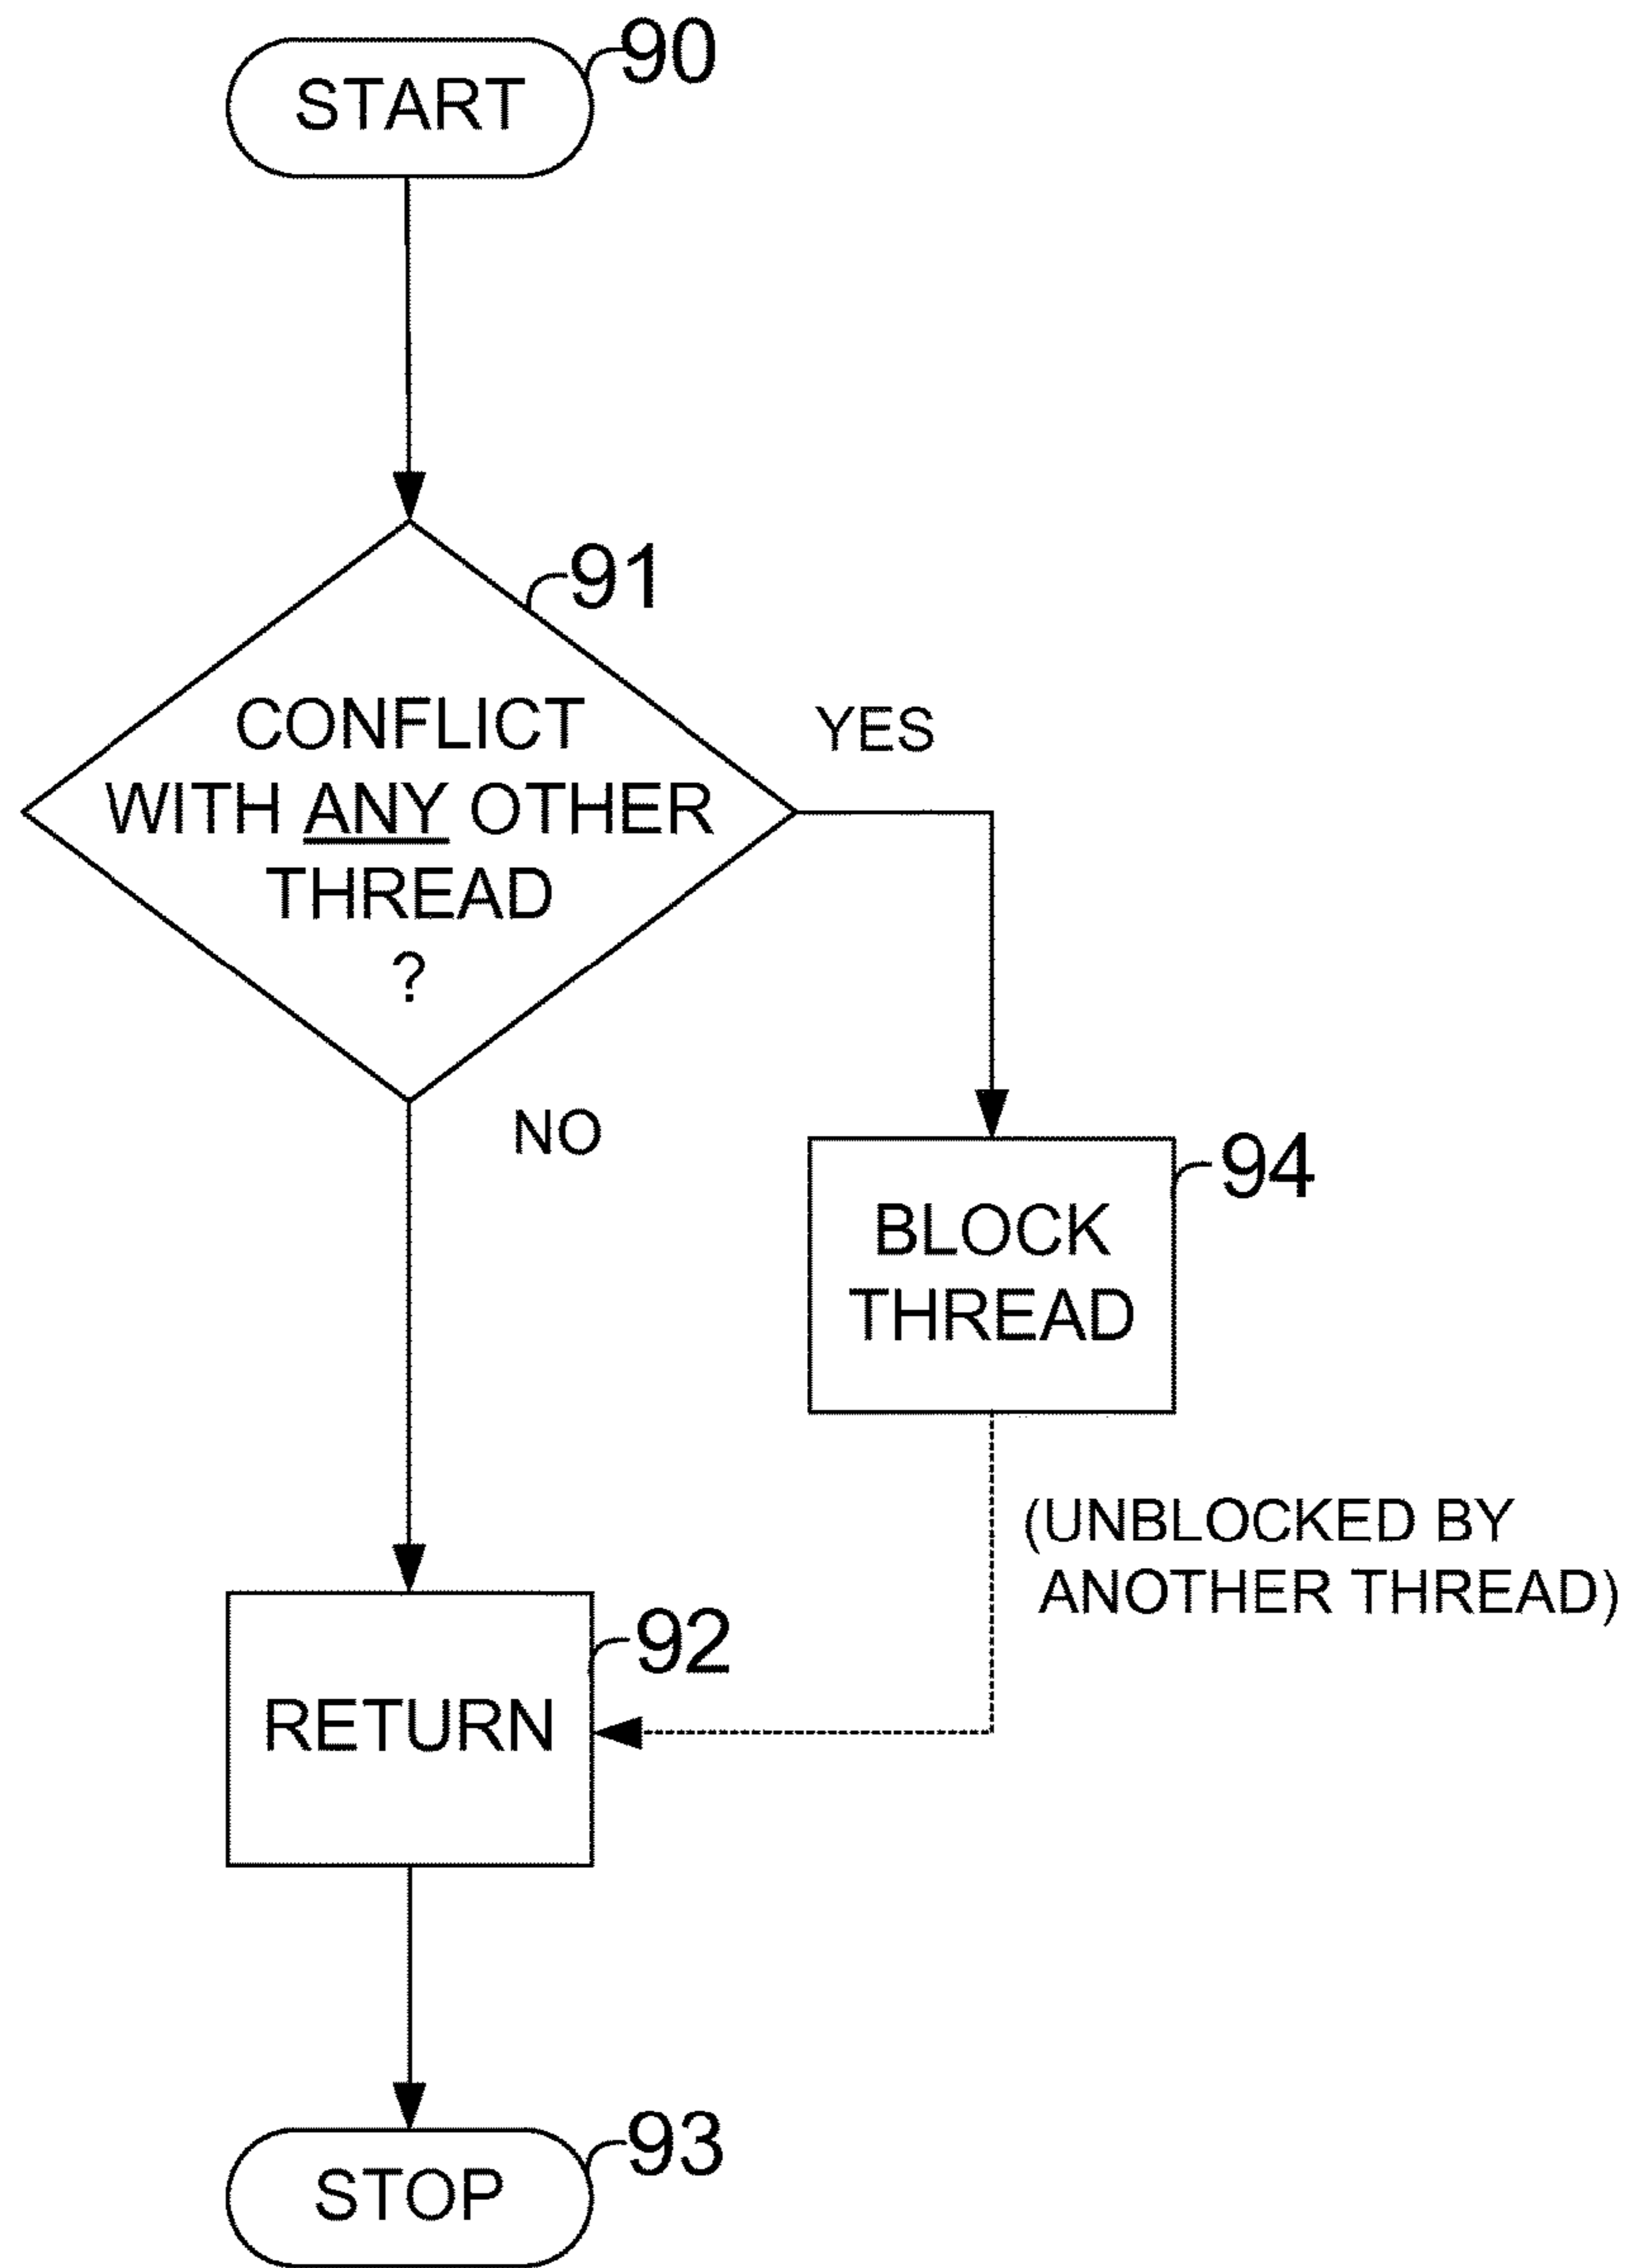 START
90
91
CONFLICT
WITH ANY OTHER
THREAD
?
YES
NO
94
BLOCK
THREAD
(UNBLOCKED BY
ANOTHER THREAD)
92
RETURN
93
STOP